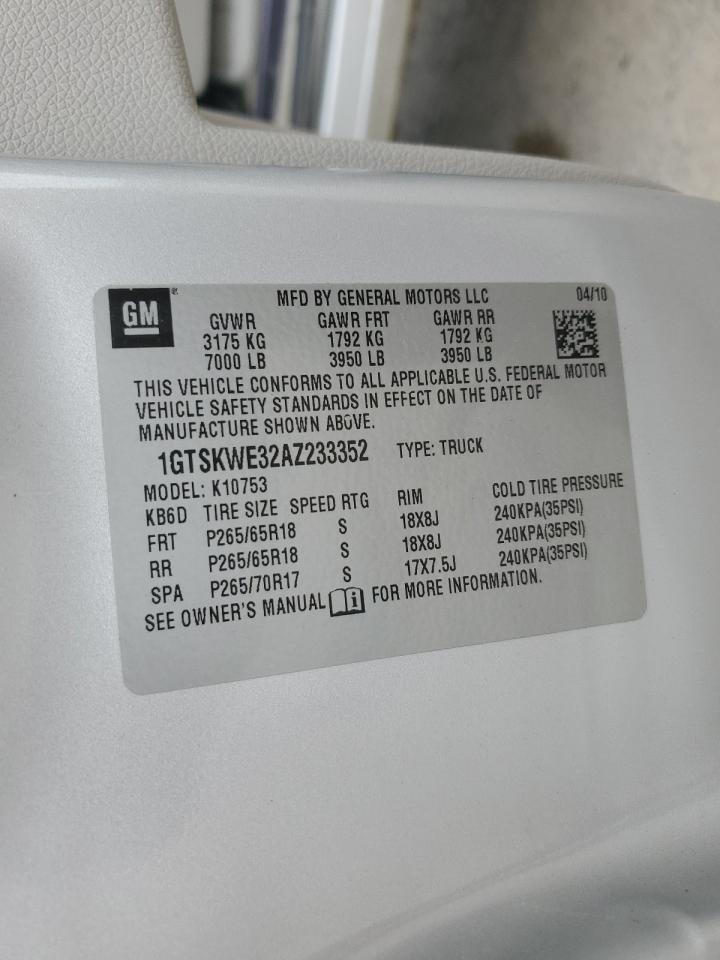 GM MFD BY GENERAL MOTORS LLC 04/10
GVWR GAWR FRT GAWR RR
3175 KG 1792 KG 1792 KG
7000 LB 3950 LB 3950 LB
THIS VEHICLE CONFORMS TO ALL APPLICABLE U.S. FEDERAL MOTOR
VEHICLE SAFETY STANDARDS IN EFFECT ON THE DATE OF
MANUFACTURE SHOWN ABOVE.
1GTSKWE32AZ233352 TYPE: TRUCK
MODEL: K10753
KB6D TIRE SIZE SPEED RTG RIM COLD TIRE PRESSURE
FRT P265/65R18 S 18X8J 240KPA(35PSI)
RR P265/65R18 S 18X8J 240KPA(35PSI)
SPA P265/70R17 S 17X7.5J 240KPA(35PSI)
SEE OWNER'S MANUAL i FOR MORE INFORMATION.